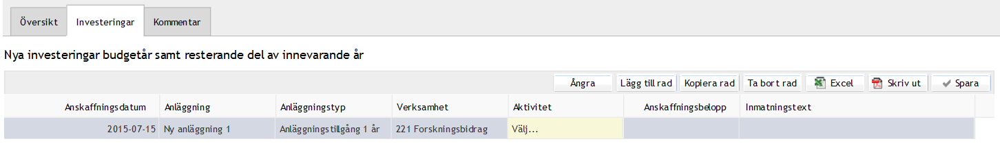 Översikt Investeringar Kommentar
Nya investeringar budgetår samt resterande del av innevarande år
Ångra Lägg till rad Kopiera rad Ta bort rad Excel Skriv ut Spara
Anskaffningsdatum Anläggning Anläggningstyp Verksamhet Aktivitet Anskaffningsbelopp Inmatningstext
2015-07-15 Ny anläggning 1 Anläggningstillgång 1 år 221 Forskningsbidrag Välj...